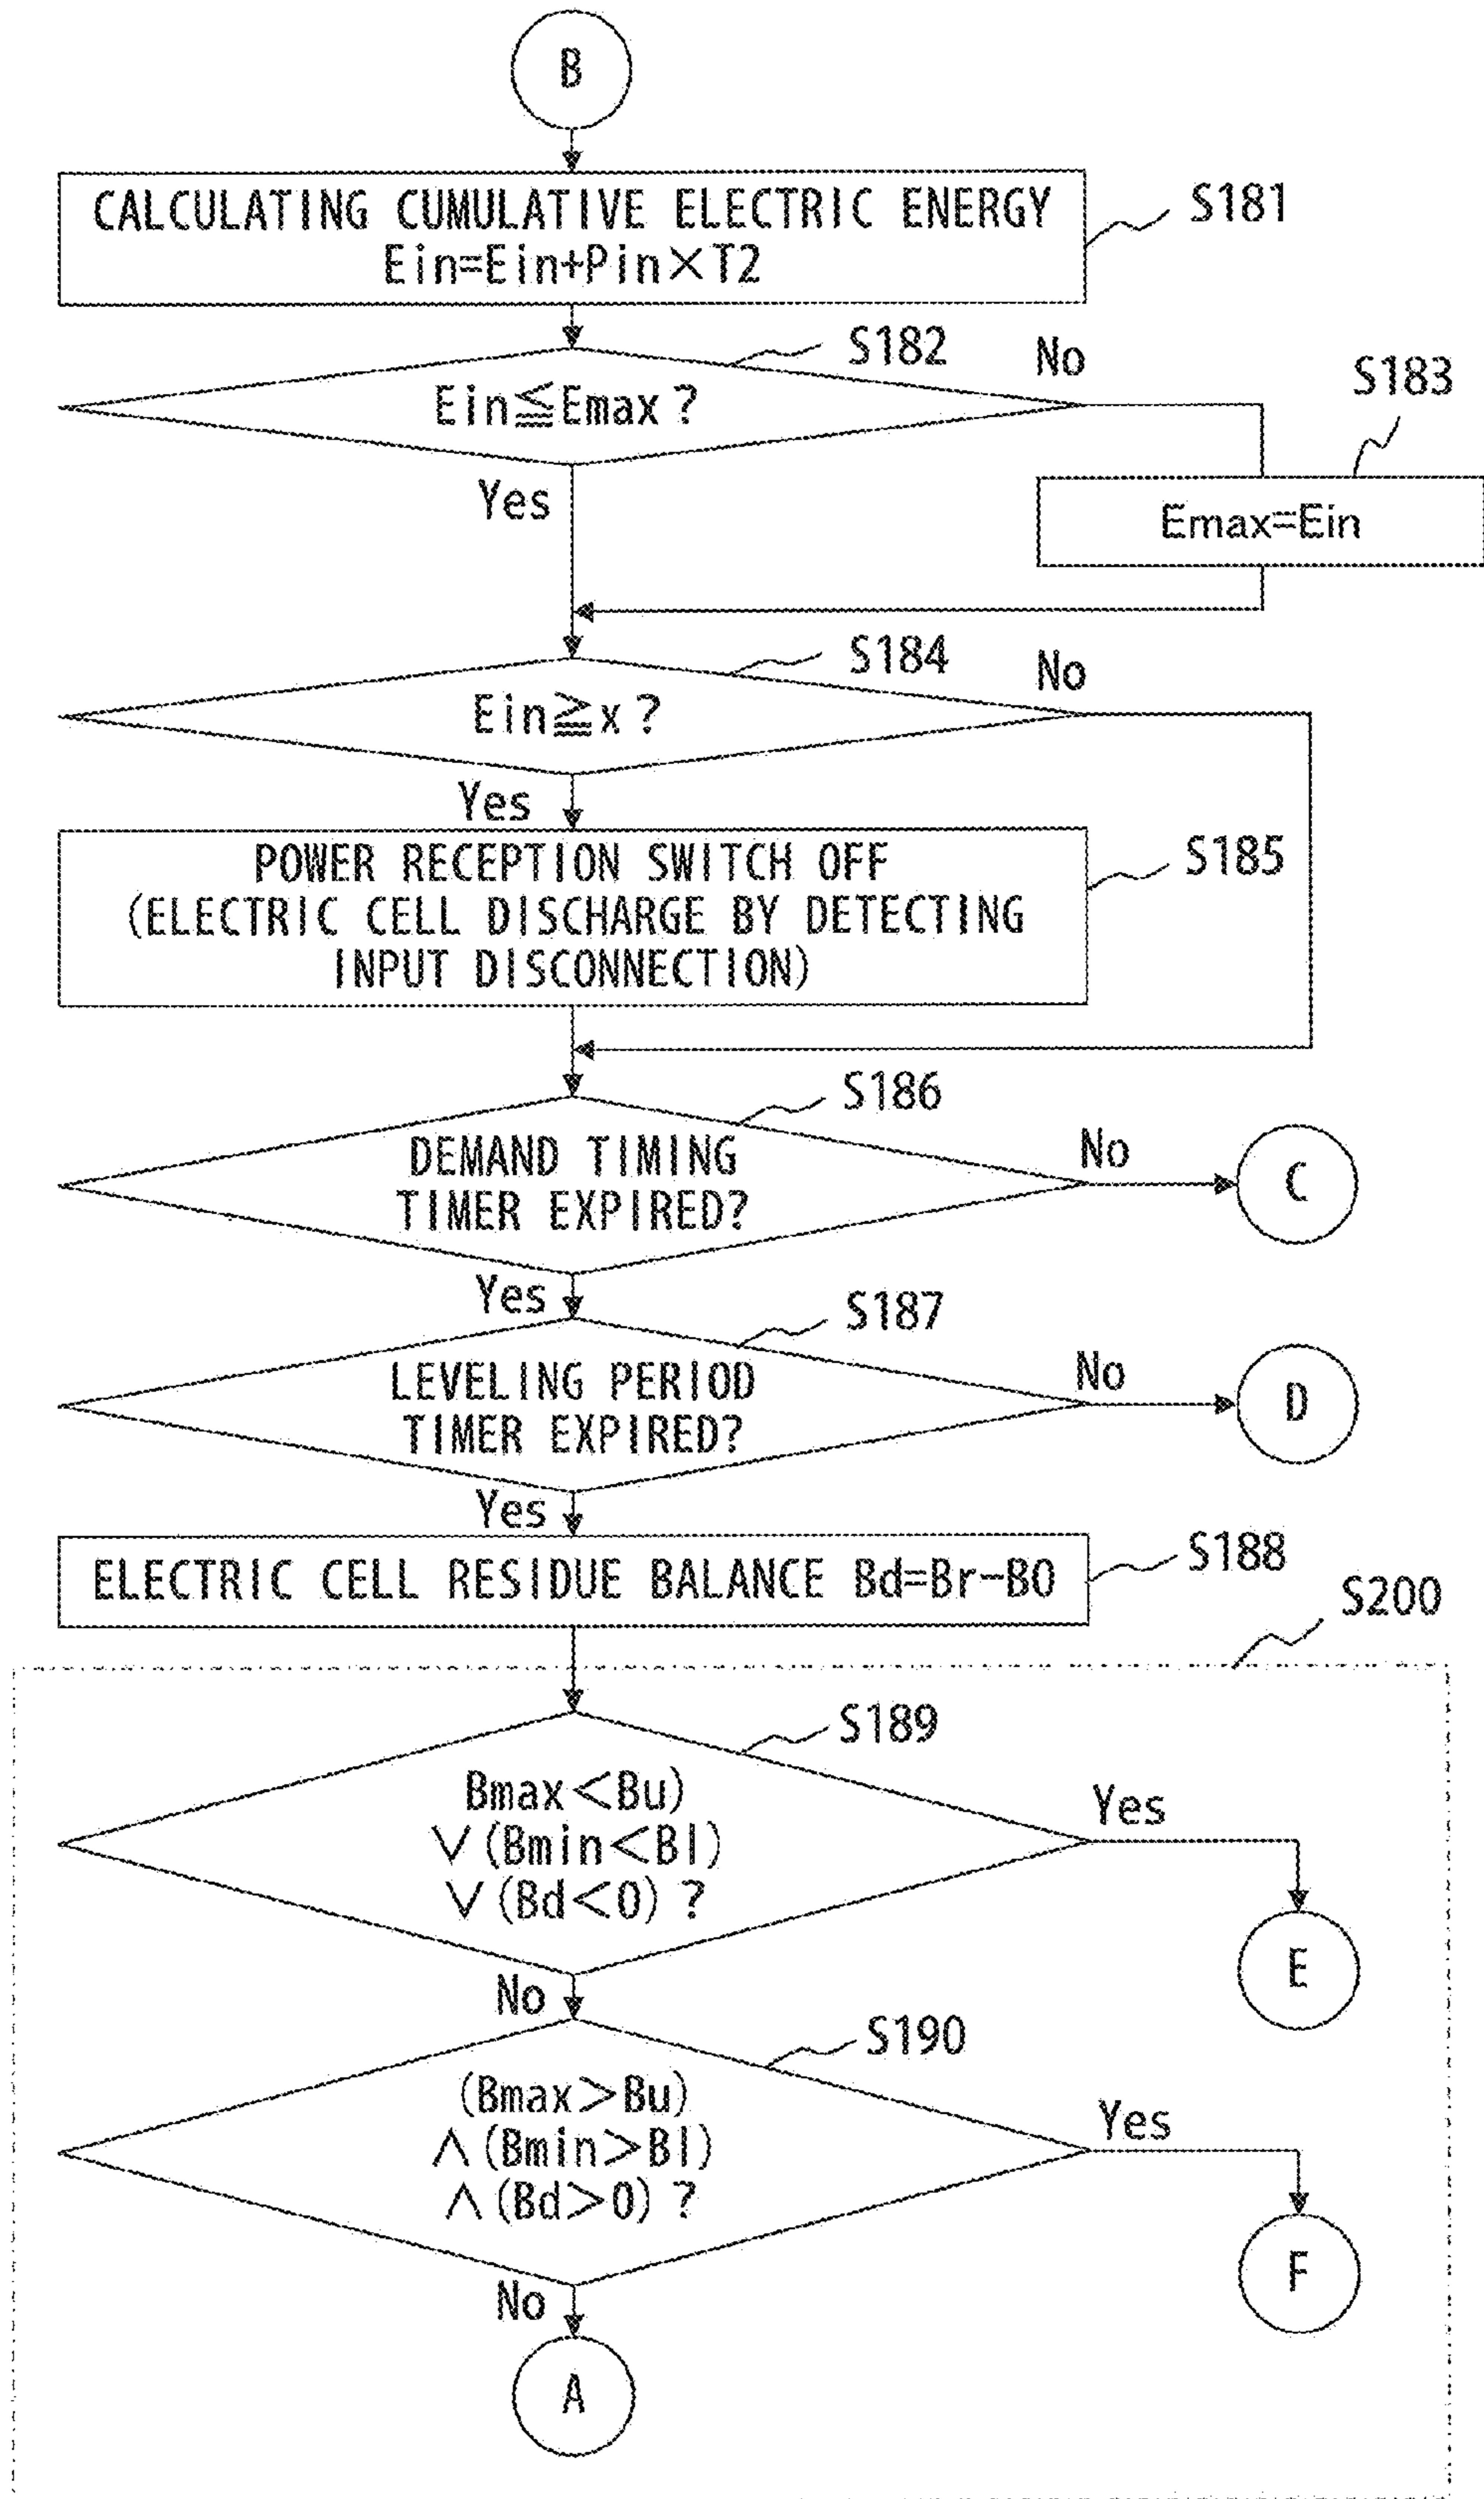 B
CALCULATING CUMULATIVE ELECTRIC ENERGY
Ein=Ein+Pin×T2
S181
S182
Ein≦Emax?
No
Yes
S183
Emax=Ein
S184
Ein≧x?
No
Yes
POWER RECEPTION SWITCH OFF
(ELECTRIC CELL DISCHARGE BY DETECTING
INPUT DISCONNECTION)
S185
S186
DEMAND TIMING
TIMER EXPIRED?
No
C
Yes
S187
LEVELING PERIOD
TIMER EXPIRED?
No
D
Yes
ELECTRIC CELL RESIDUE BALANCE Bd=Br-B0
S188
S200
S189
Bmax<Bu)
∨(Bmin<Bl)
∨(Bd<0)?
Yes
E
No
S190
(Bmax>Bu)
∧(Bmin>Bl)
∧(Bd>0)?
Yes
F
No
A